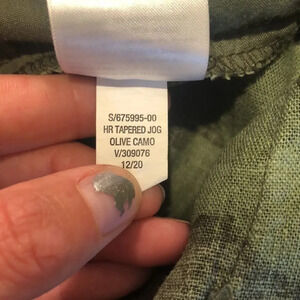 S/675995-00
HR TAPERED JOG
OLIVE CAMO
V/309076
12/20